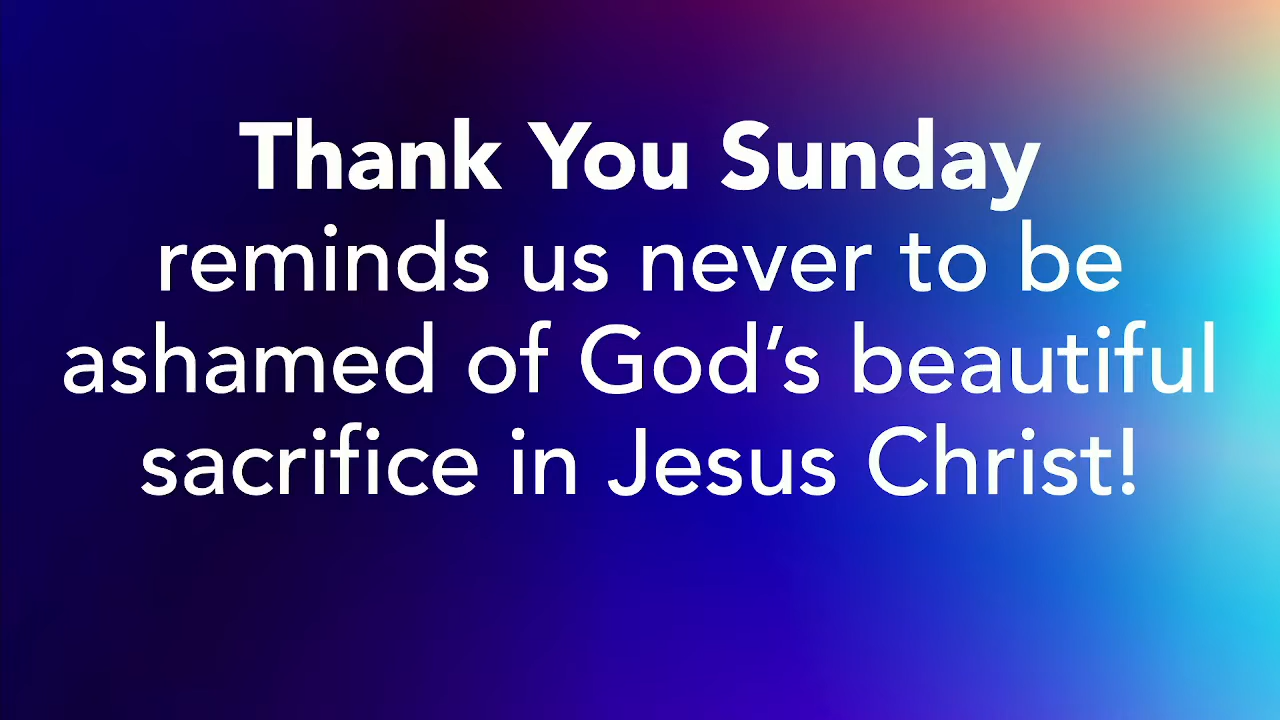 Thank You Sunday
reminds us never to be
ashamed of God’s beautiful
sacrifice in Jesus Christ!